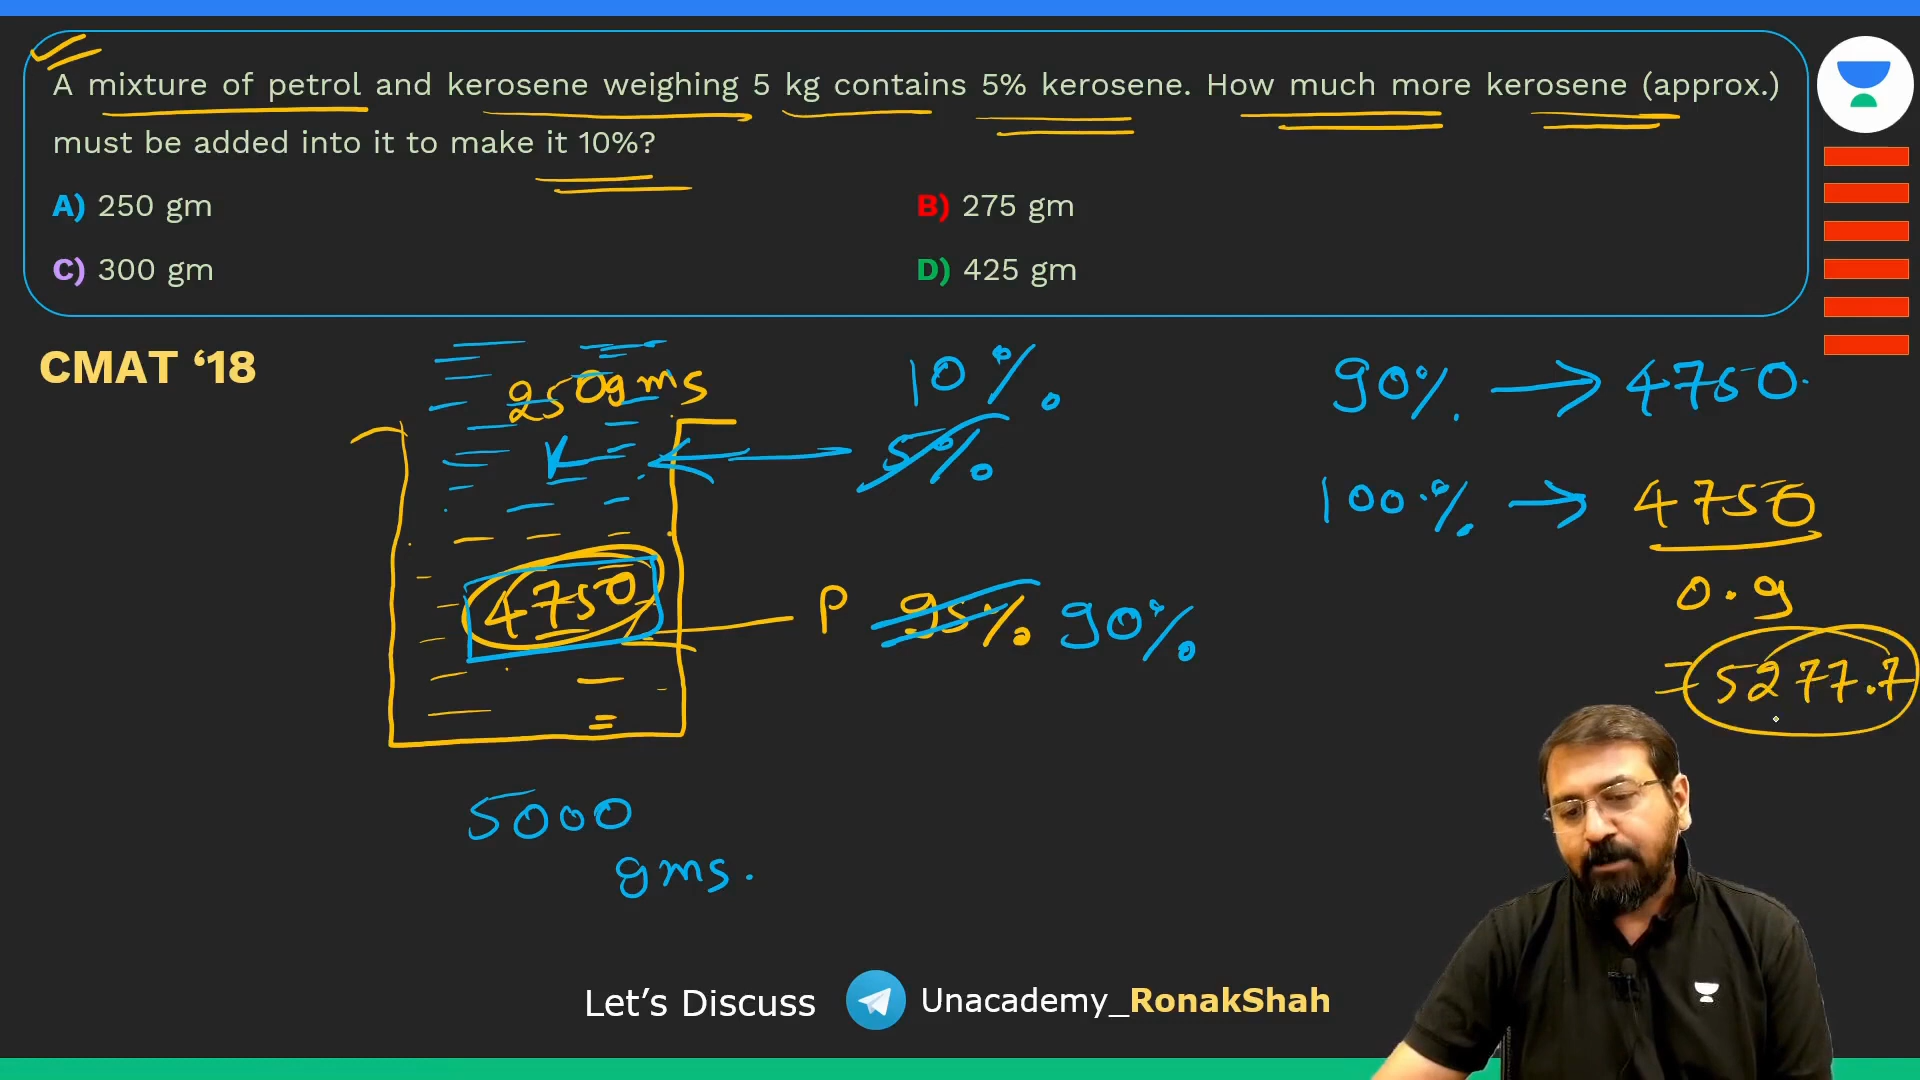 A mixture of petrol and kerosene weighing 5 kg contains 5% kerosene. How much more kerosene (approx.)
must be added into it to make it 10%?
A) 250 gm
B) 275 gm
C) 300 gm
D) 425 gm
CMAT ‘18
250gms
K
10%.
5%.
4750
P 95%. 90%.
5000
gms.
90%. → 4750.
100%. → 4750
0.9
= 5277.7
Let’s Discuss
Unacademy_RonakShah